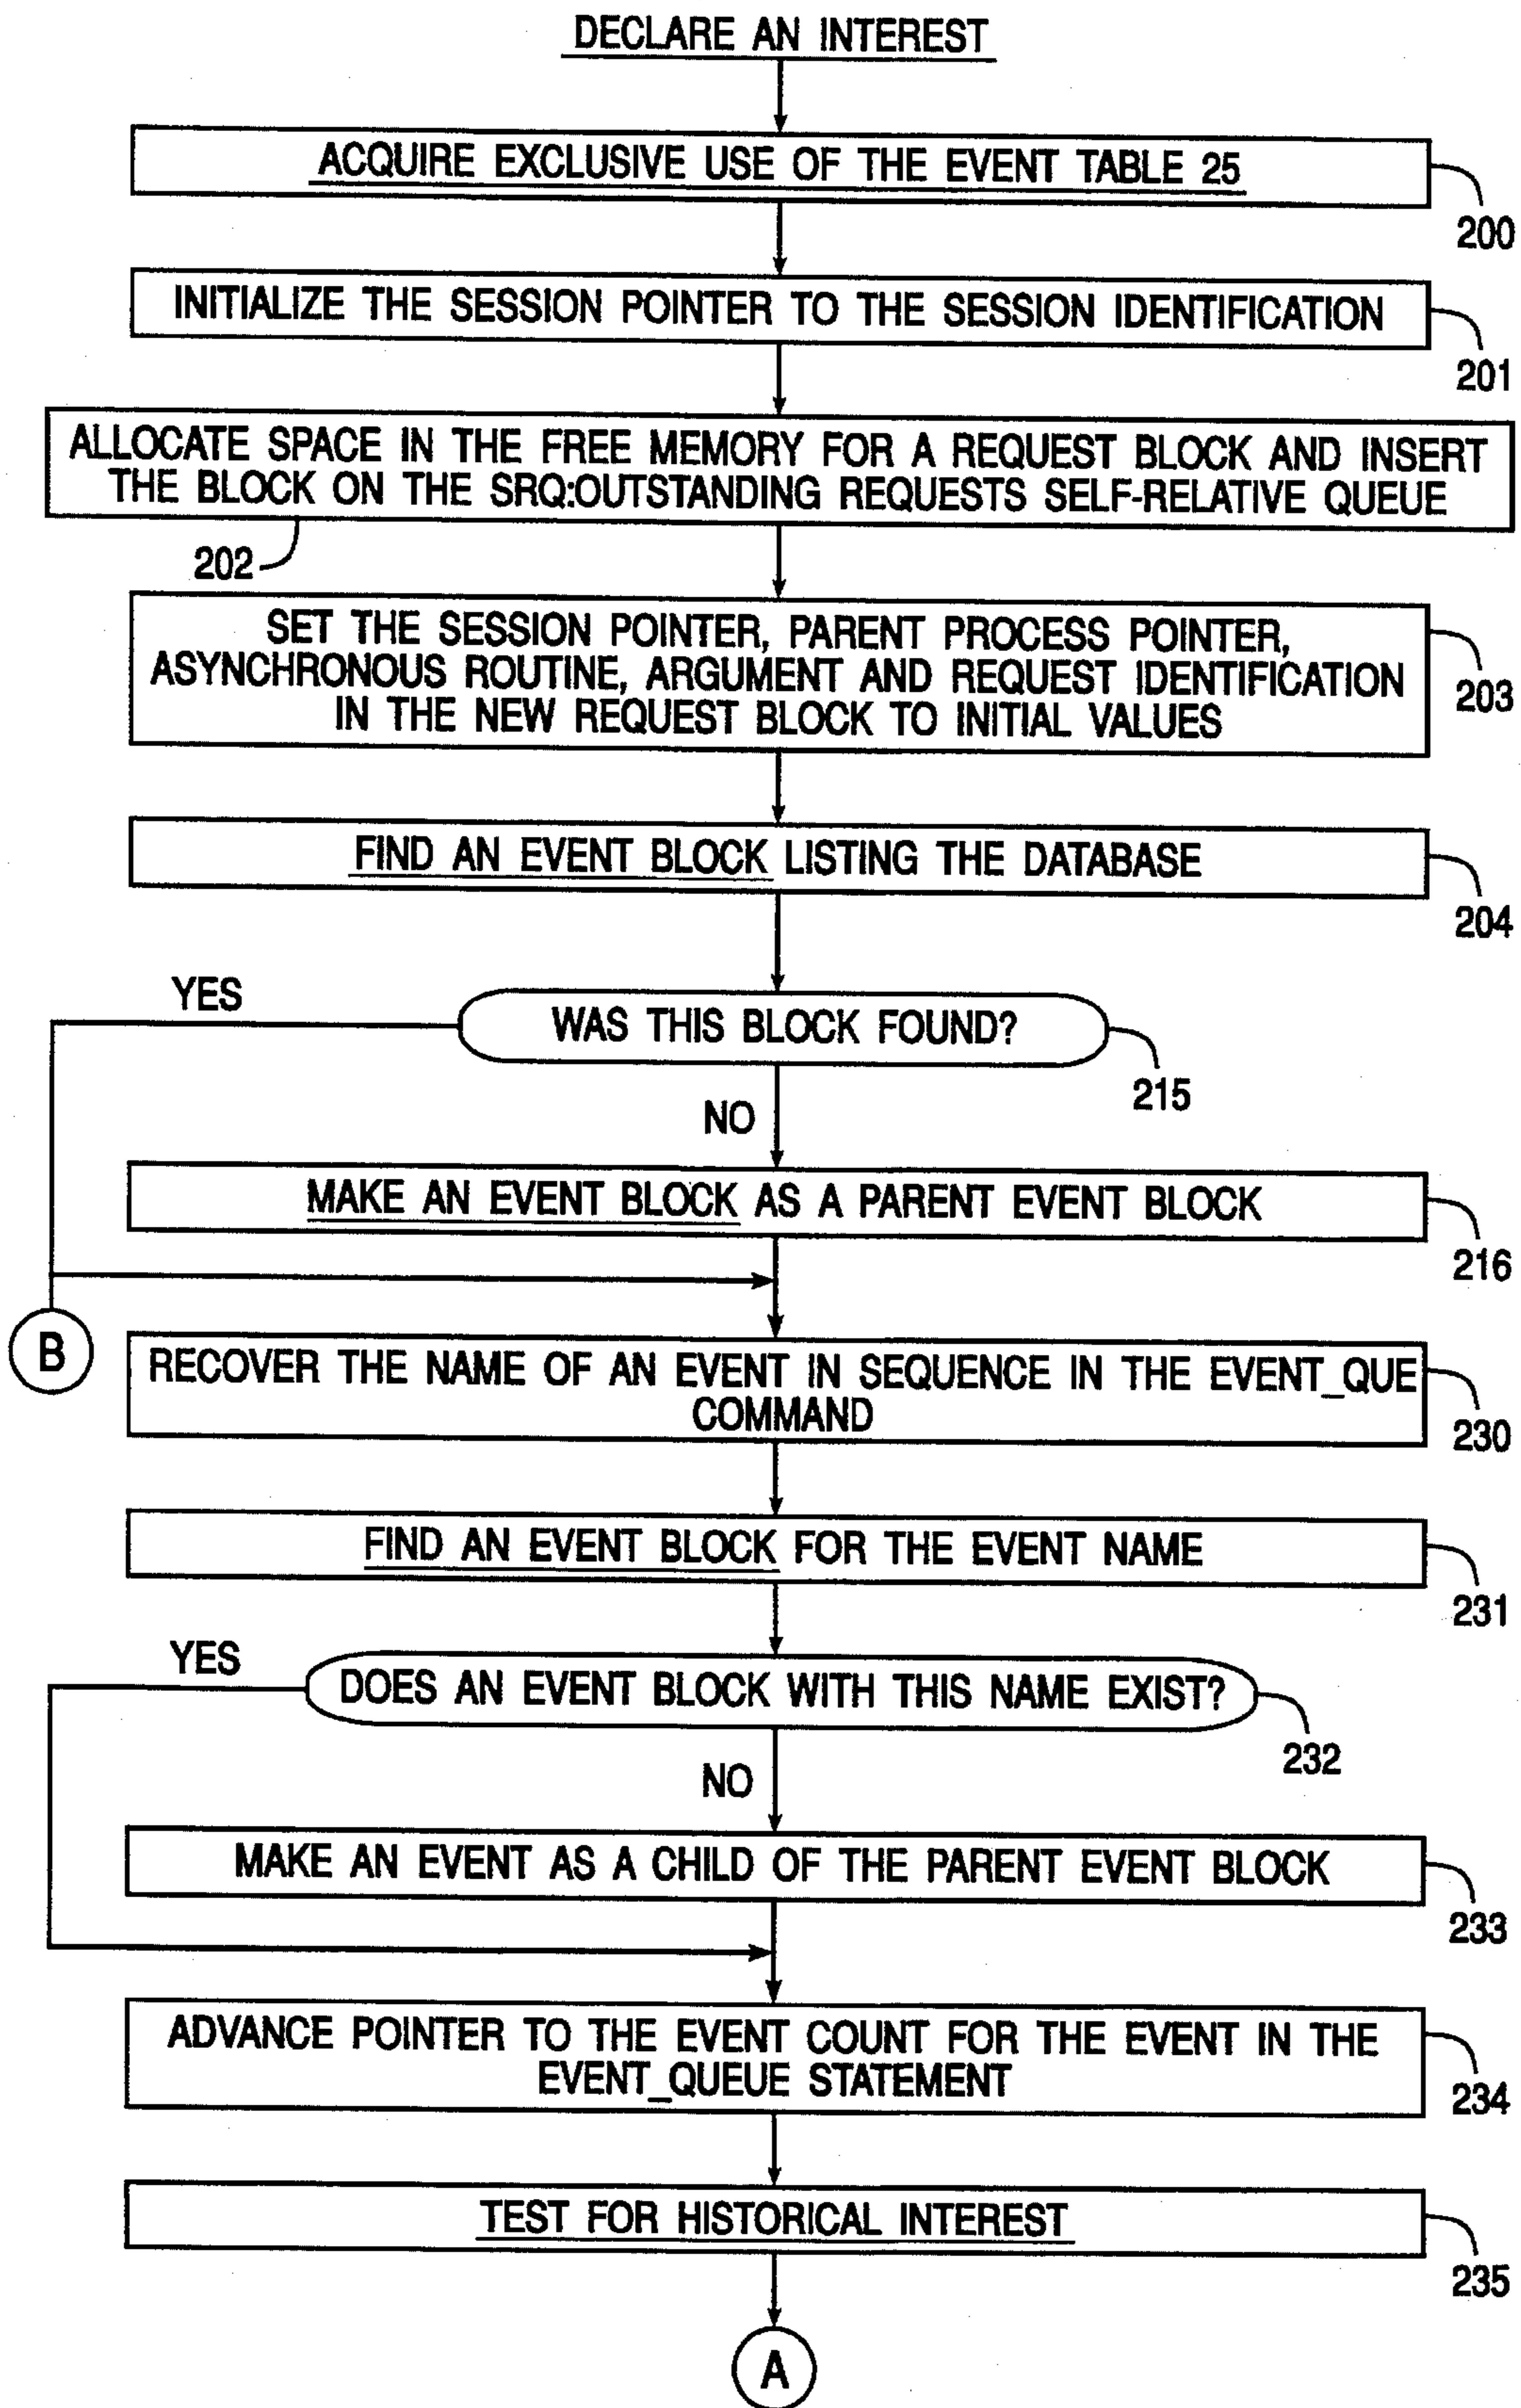 DECLARE AN INTEREST
ACQUIRE EXCLUSIVE USE OF THE EVENT TABLE 25
200
INITIALIZE THE SESSION POINTER TO THE SESSION IDENTIFICATION
201
ALLOCATE SPACE IN THE FREE MEMORY FOR A REQUEST BLOCK AND INSERT
THE BLOCK ON THE SRQ:OUTSTANDING REQUESTS SELF-RELATIVE QUEUE
202
SET THE SESSION POINTER, PARENT PROCESS POINTER,
ASYNCHRONOUS ROUTINE, ARGUMENT AND REQUEST IDENTIFICATION
IN THE NEW REQUEST BLOCK TO INITIAL VALUES
203
FIND AN EVENT BLOCK LISTING THE DATABASE
204
YES
WAS THIS BLOCK FOUND?
215
NO
MAKE AN EVENT BLOCK AS A PARENT EVENT BLOCK
216
B
RECOVER THE NAME OF AN EVENT IN SEQUENCE IN THE EVENT_QUE
COMMAND
230
FIND AN EVENT BLOCK FOR THE EVENT NAME
231
YES
DOES AN EVENT BLOCK WITH THIS NAME EXIST?
232
NO
MAKE AN EVENT AS A CHILD OF THE PARENT EVENT BLOCK
233
ADVANCE POINTER TO THE EVENT COUNT FOR THE EVENT IN THE
EVENT_QUEUE STATEMENT
234
TEST FOR HISTORICAL INTEREST
235
A